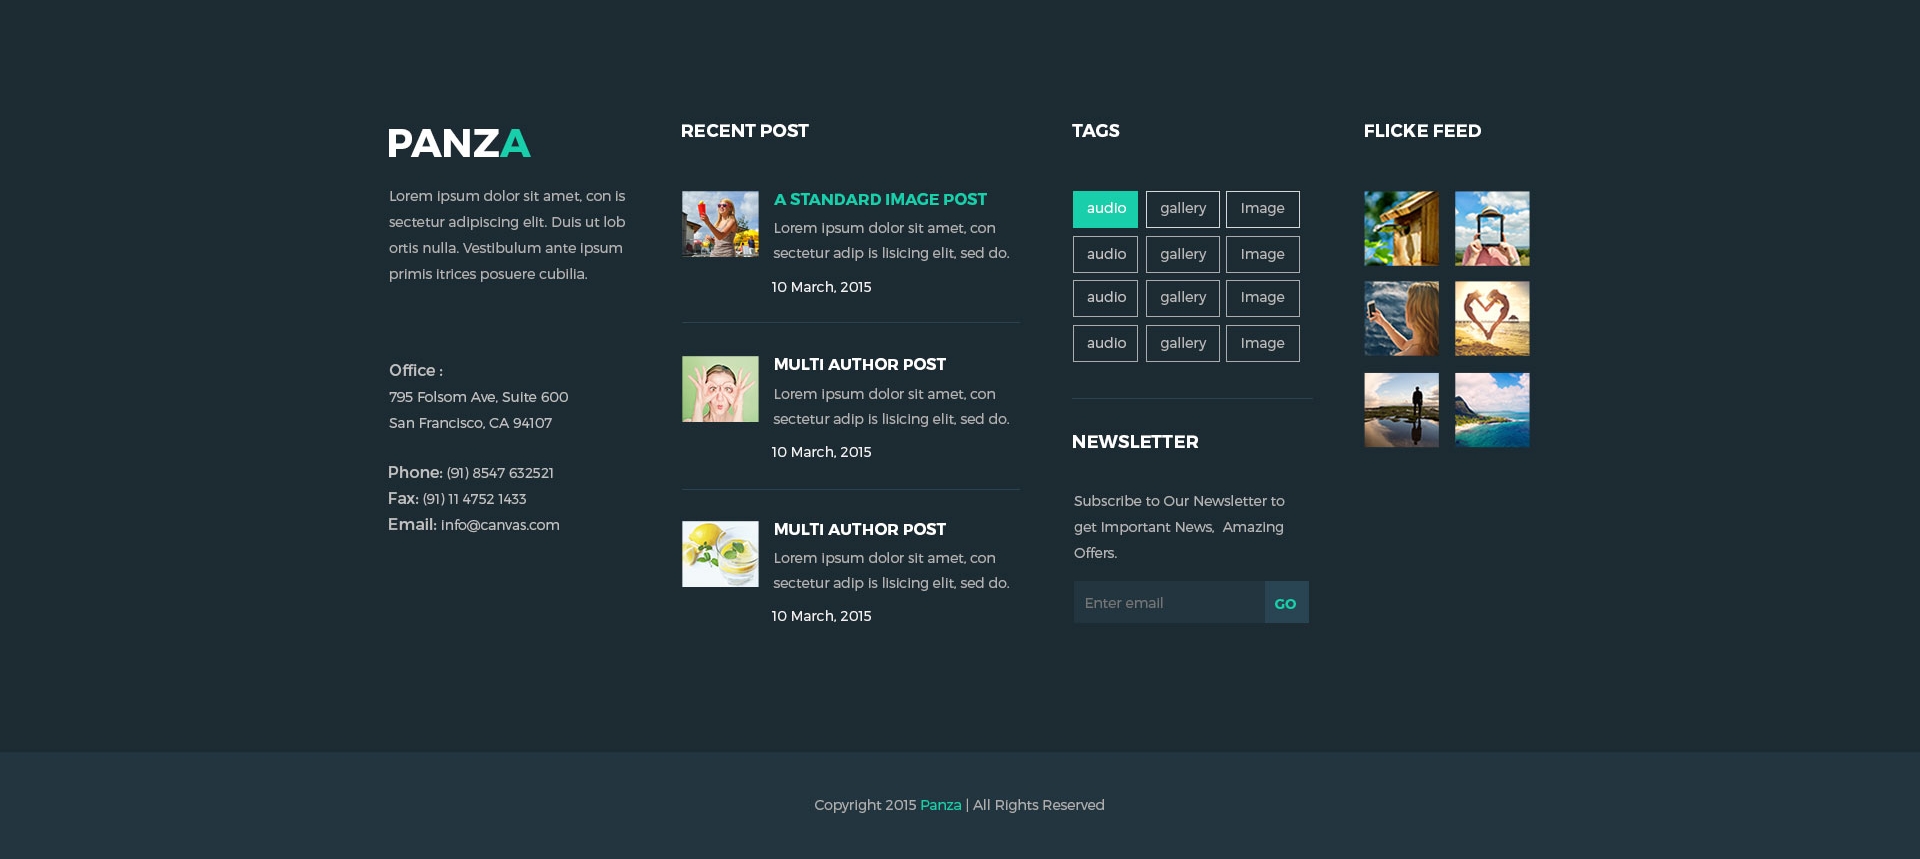 PANZA
Lorem ipsum dolor sit amet, con is
sectetur adipiscing elit. Duis ut lob
ortis nulla. Vestibulum ante ipsum
primis itrices posuere cubilia.
Office :
795 Folsom Ave, Suite 600
San Francisco, CA 94107
Phone: (91) 8547 632521
Fax: (91) 11 4752 1433
Email: info@canvas.com
RECENT POST
A STANDARD IMAGE POST
Lorem ipsum dolor sit amet, con
sectetur adip is lisicing elit, sed do.
10 March, 2015
MULTI AUTHOR POST
Lorem ipsum dolor sit amet, con
sectetur adip is lisicing elit, sed do.
10 March, 2015
MULTI AUTHOR POST
Lorem ipsum dolor sit amet, con
sectetur adip is lisicing elit, sed do.
10 March, 2015
TAGS
audio gallery Image
audio gallery Image
audio gallery Image
audio gallery Image
NEWSLETTER
Subscribe to Our Newsletter to
get Important News, Amazing
Offers.
Enter email GO
FLICKE FEED
Copyright 2015 Panza | All Rights Reserved